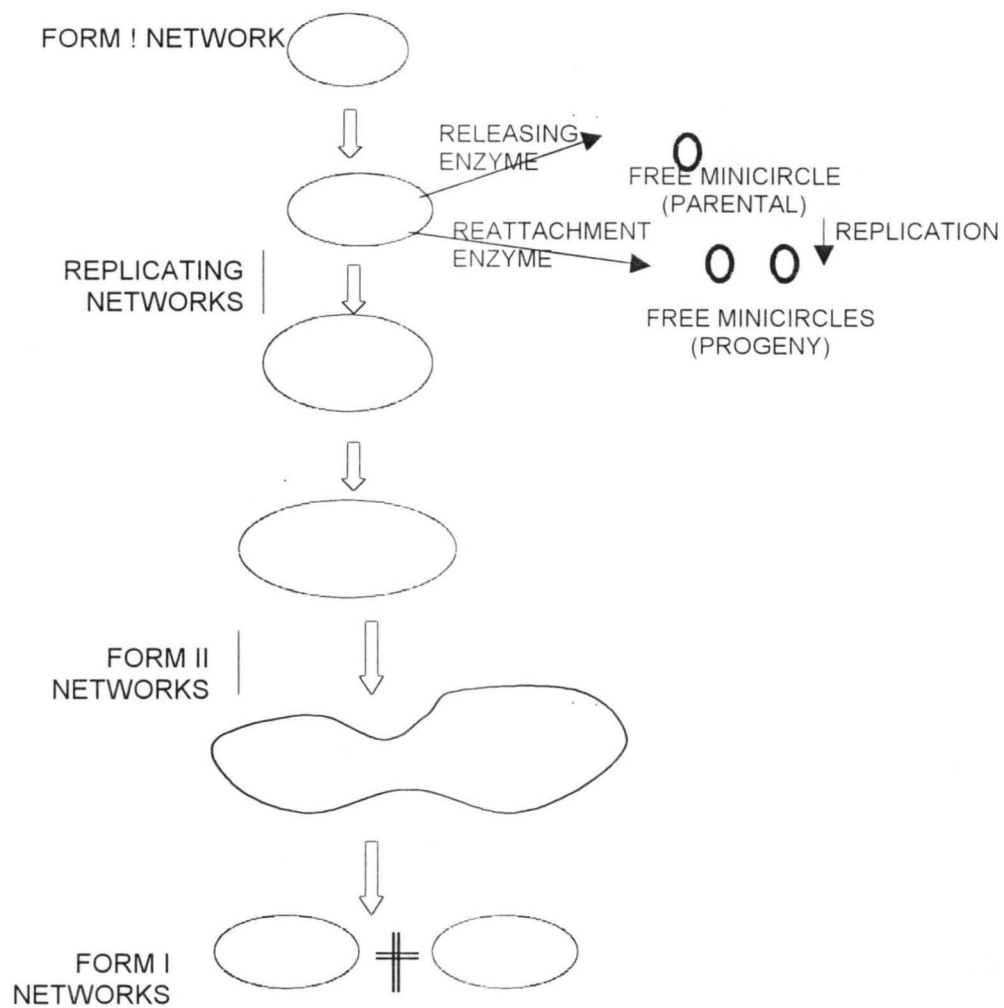 FORM ! NETWORK
RELEASING
ENZYME
FREE MINICIRCLE
(PARENTAL)
REATTACHMENT
ENZYME
REPLICATION
REPLICATING
NETWORKS
FREE MINICIRCLES
(PROGENY)
FORM II
NETWORKS
FORM I
NETWORKS